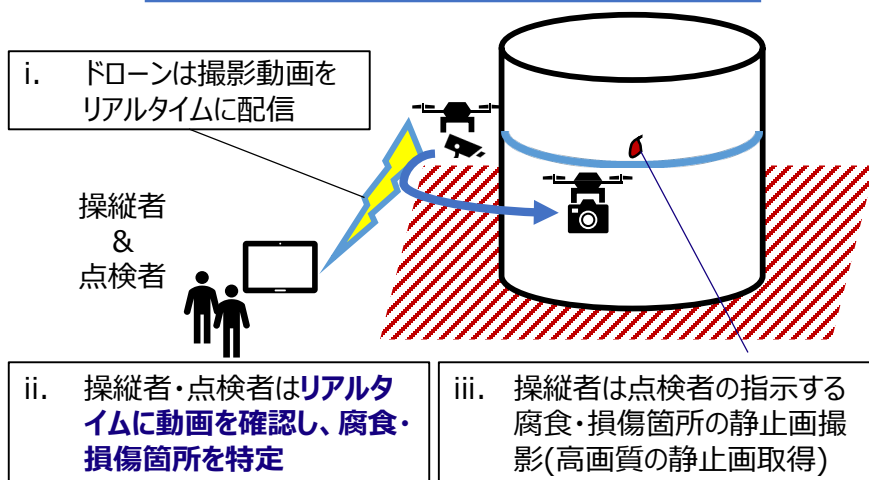 i. ドローンは撮影動画を
リアルタイムに配信
操縦者
&
点検者
ii. 操縦者・点検者はリアルタ
イムに動画を確認し、腐食・
損傷箇所を特定
iii. 操縦者は点検者の指示する
腐食・損傷箇所の静止画撮
影(高画質の静止画取得)